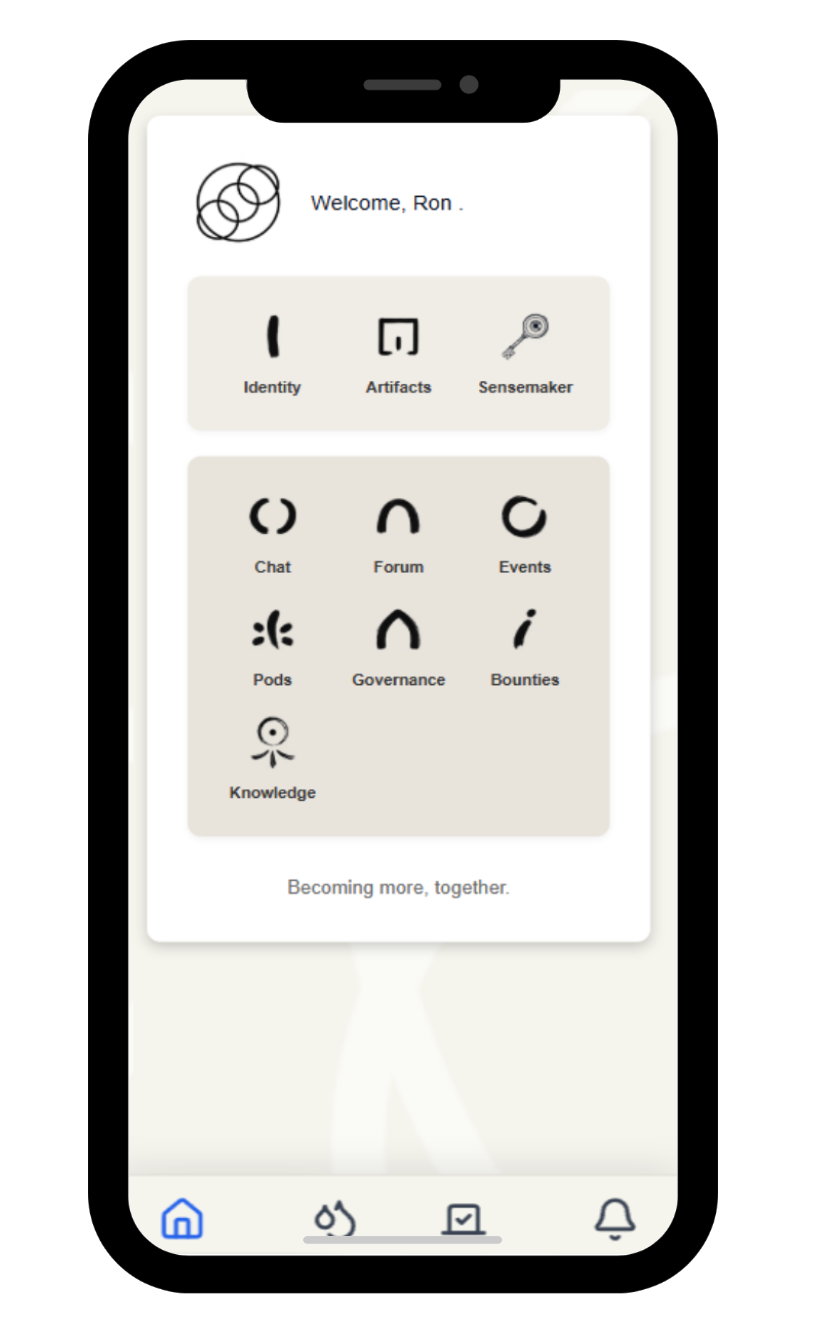 Welcome, Ron .
Identity Artifacts Sensemaker
Chat Forum Events
Pods Governance Bounties
Knowledge
Becoming more, together.